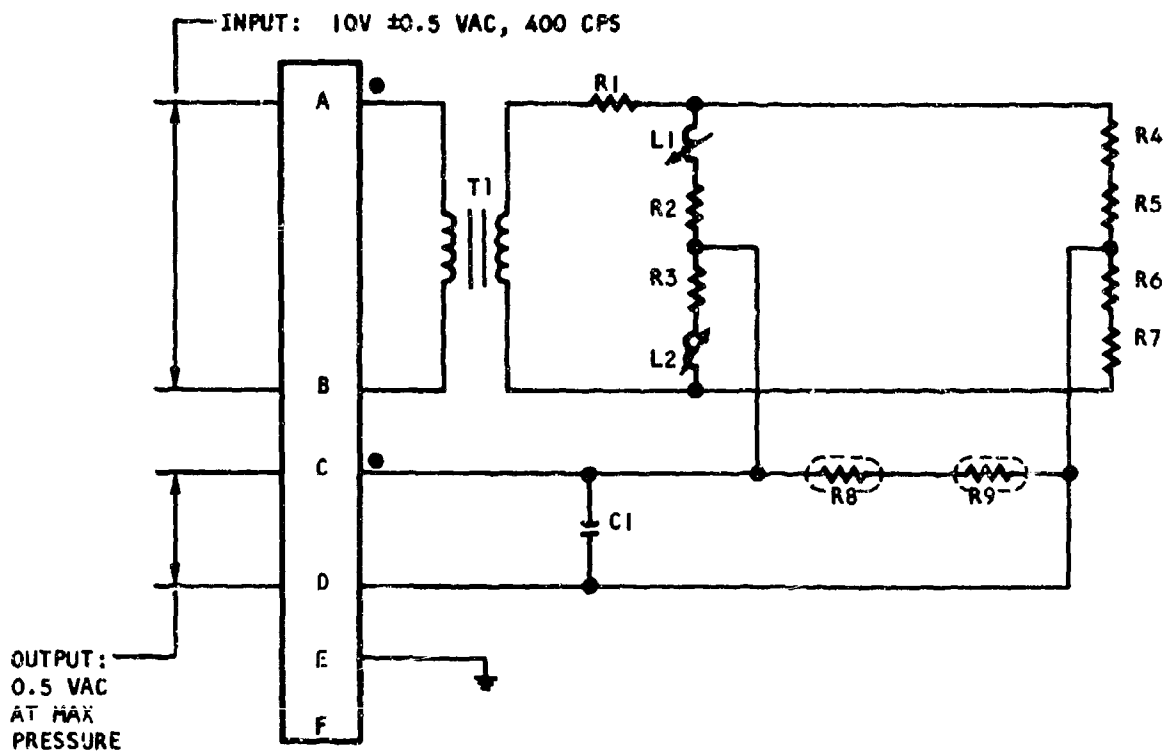 INPUT: 10V ±0.5 VAC, 400 CPS
A
R1
L1
R4
T1
R2
R5
R3
R6
L2
R7
B
C
R8
R9
C1
D
OUTPUT:
0.5 VAC
AT MAX
PRESSURE
E
F